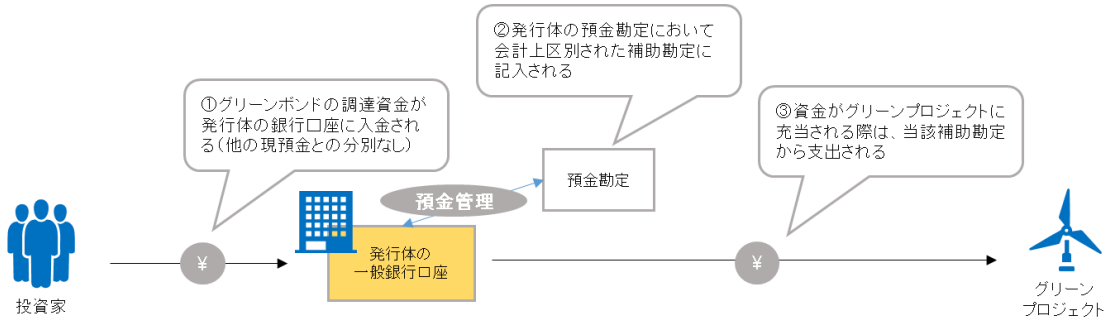 ②発行体の預金勘定において
会計上区別された補助勘定に
記入される
①グリーンボンドの調達資金が
発行体の銀行口座に入金され
る(他の現預金との分別なし)
③資金がグリーンプロジェクトに
充当される際は、当該補助勘定
から支出される
預金勘定
預金管理
発行体の
一般銀行口座
¥
¥
投資家
グリーン
プロジェクト